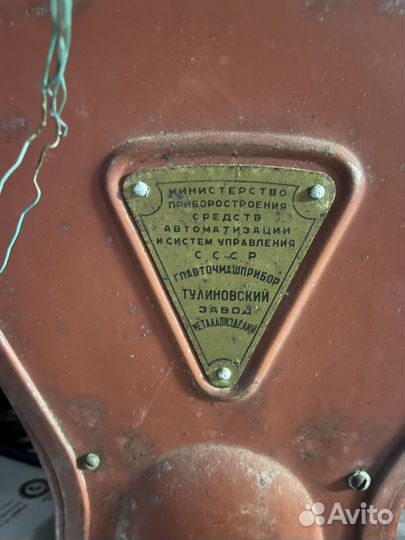 МИНИСТЕРСТВО
ПРИБОРОСТРОЕНИЯ
СРЕДСТВ
АВТОМАТИЗАЦИИ
И СИСТЕМ УПРАВЛЕНИЯ
СССР
ГЛАВТОЧМАШПРИБОР
ТУЛИНОВСКИЙ
ЗАВОД
МЕТАЛЛОИЗДЕЛИЙ
Avito